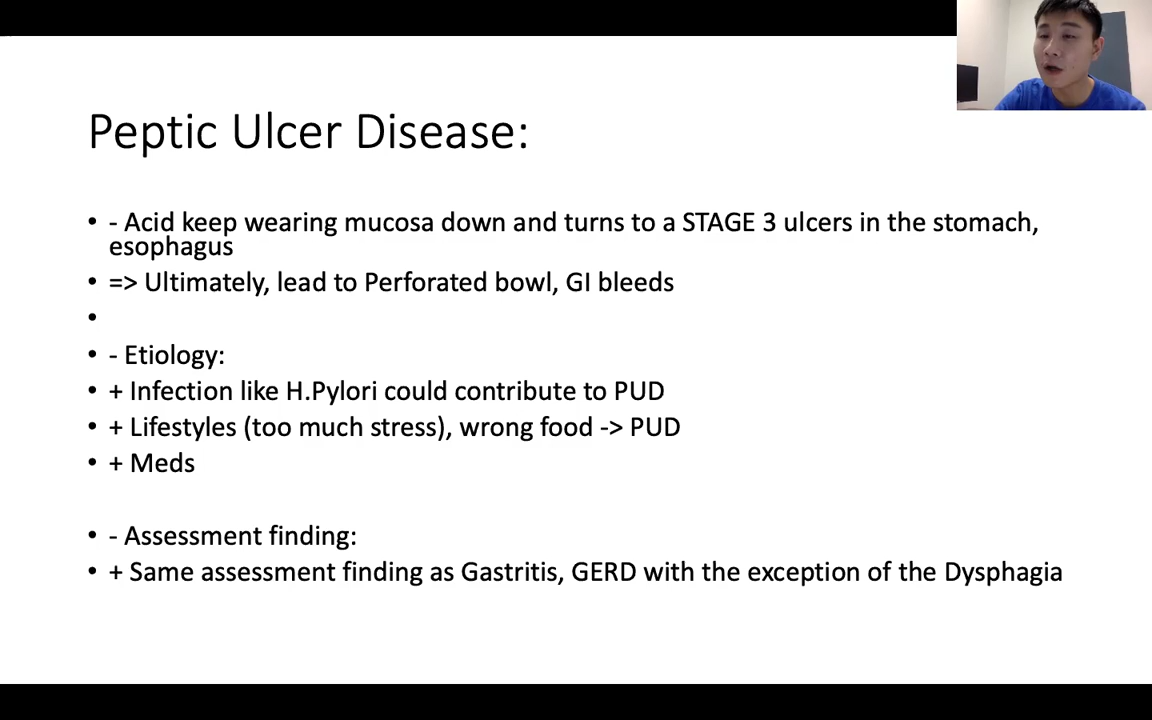 Peptic Ulcer Disease:
• - Acid keep wearing mucosa down and turns to a STAGE 3 ulcers in the stomach,
esophagus
• => Ultimately, lead to Perforated bowl, GI bleeds
•
• - Etiology:
• + Infection like H.Pylori could contribute to PUD
• + Lifestyles (too much stress), wrong food -> PUD
• + Meds
• - Assessment finding:
• + Same assessment finding as Gastritis, GERD with the exception of the Dysphagia